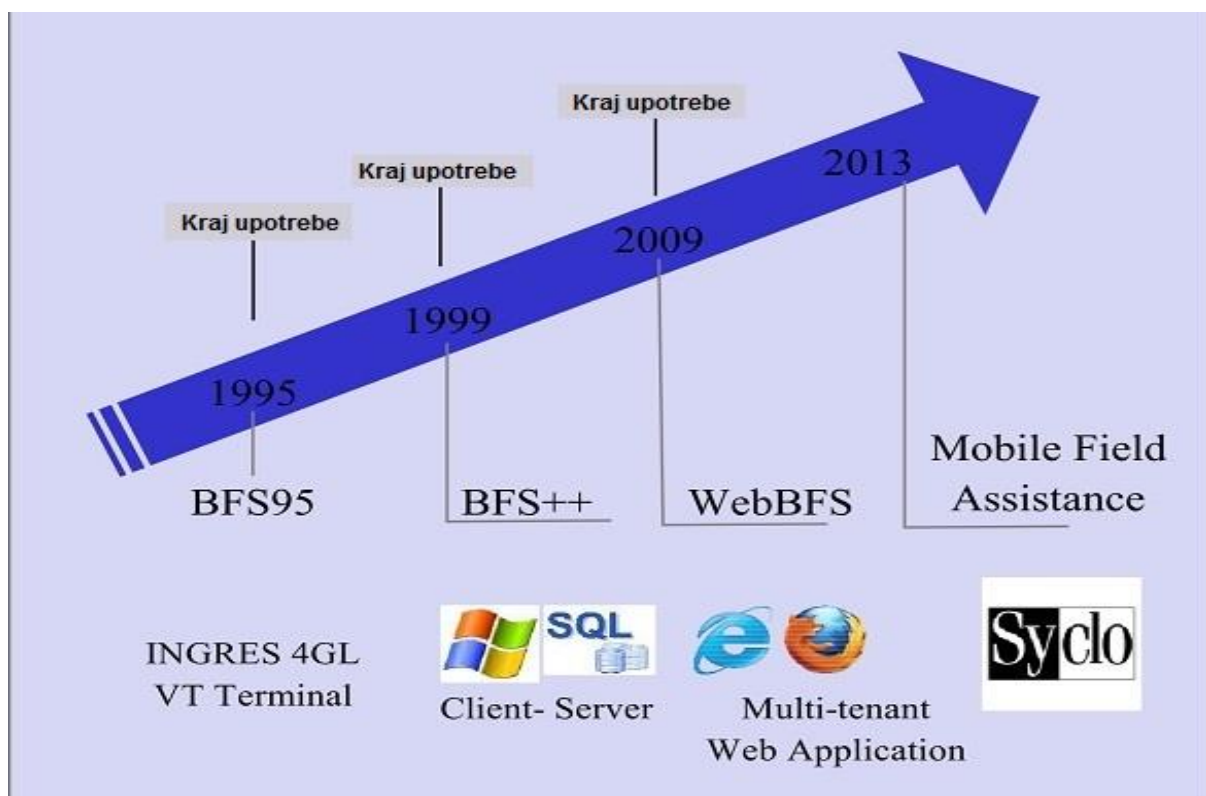 Kraj upotrebe
Kraj upotrebe
Kraj upotrebe
2013
2009
1999
1995
BFS95
BFS++
WebBFS
Mobile Field
Assistance
INGRES 4GL
VT Terminal
SQL
Client- Server
Multi-tenant
Web Application
Syclo